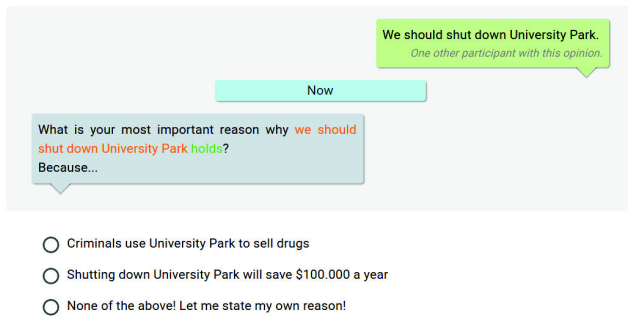 We should shut down University Park.
One other participant with this opinion.
Now
What is your most important reason why we should
shut down University Park holds?
Because...
Criminals use University Park to sell drugs
Shutting down University Park will save $100.000 a year
None of the above! Let me state my own reason!